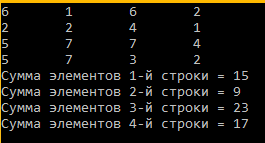 6 1 6 2
2 2 4 1
5 7 7 4
5 7 3 2
Сумма элементов 1-й строки = 15
Сумма элементов 2-й строки = 9
Сумма элементов 3-й строки = 23
Сумма элементов 4-й строки = 17